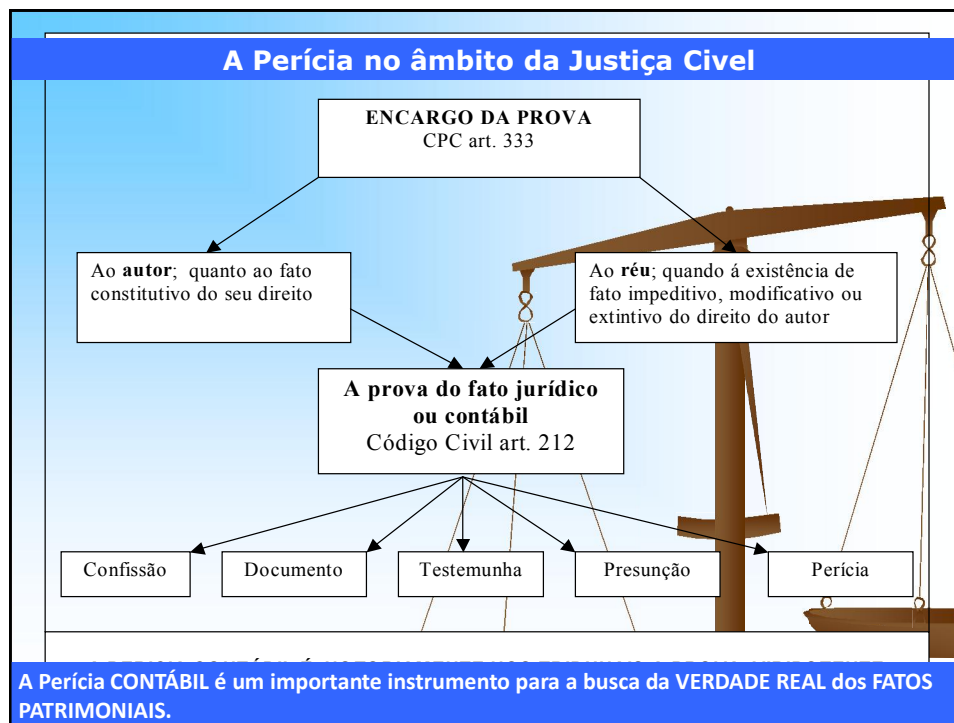 A Perícia no âmbito da Justiça Civel
ENCARGO DA PROVA
CPC art. 333
Ao autor; quanto ao fato
constitutivo do seu direito
Ao réu; quando á existência de
fato impeditivo, modificativo ou
extintivo do direito do autor
A prova do fato jurídico
ou contábil
Código Civil art. 212
Confissão
Documento
Testemunha
Presunção
Perícia
A Perícia CONTÁBIL é um importante instrumento para a busca da VERDADE REAL dos FATOS
PATRIMONIAIS.